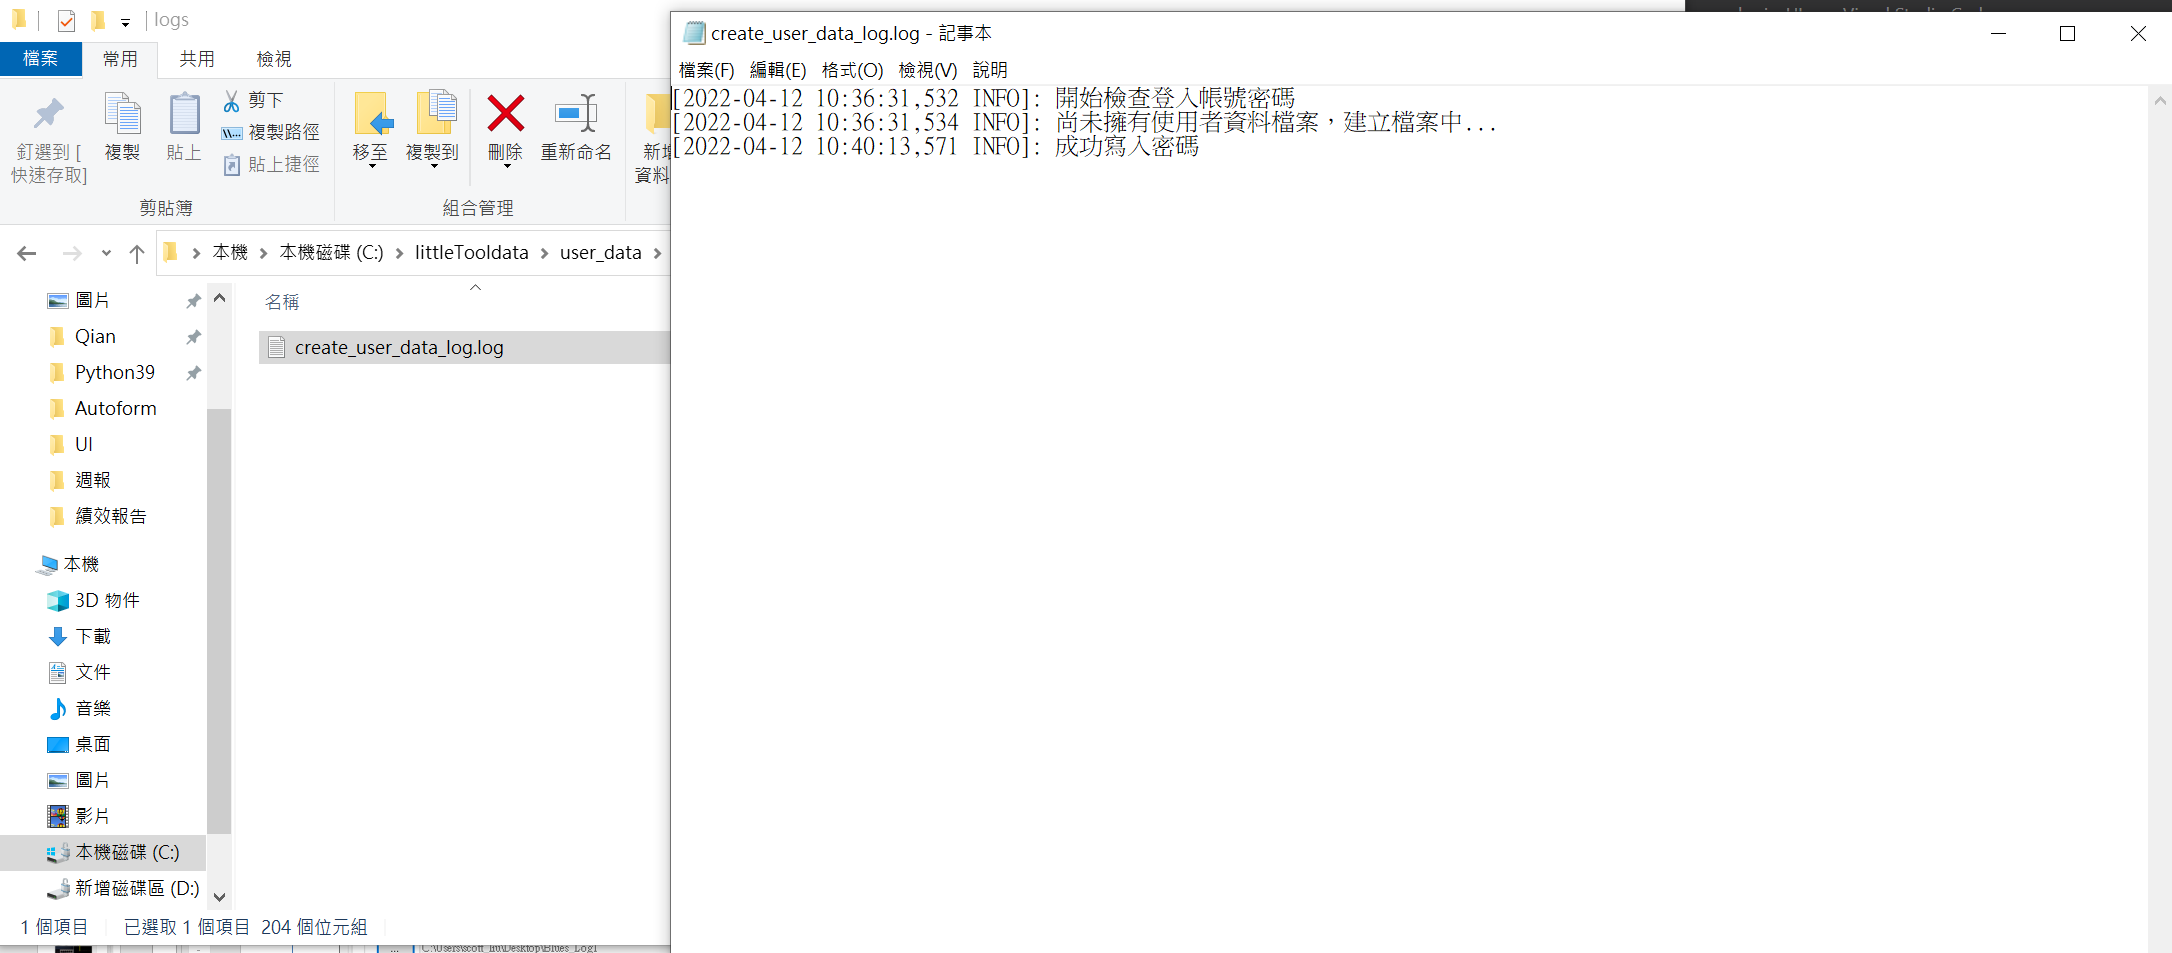 logs
檔案
常用
共用
檢視
釘選到 [
快速存取]
複製
貼上
剪下
複製路徑
貼上捷徑
剪貼簿
移至
複製到
刪除
重新命名
組合管理
新增
資料
本機
本機磁碟 (C:)
littleTooldata
user_data
圖片
Qian
Python39
Autoform
UI
週報
績效報告
本機
3D 物件
下載
文件
音樂
桌面
圖片
影片
本機磁碟 (C:)
新增磁碟區 (D:)
名稱
create_user_data_log.log
1 個項目
已選取 1 個項目 204 個位元組
create_user_data_log.log - 記事本
檔案(F) 編輯(E) 格式(O) 檢視(V) 說明
[2022-04-12 10:36:31,532 INFO]: 開始檢查登入帳號密碼
[2022-04-12 10:36:31,534 INFO]: 尚未擁有使用者資料檔案，建立檔案中...
[2022-04-12 10:40:13,571 INFO]: 成功寫入密碼